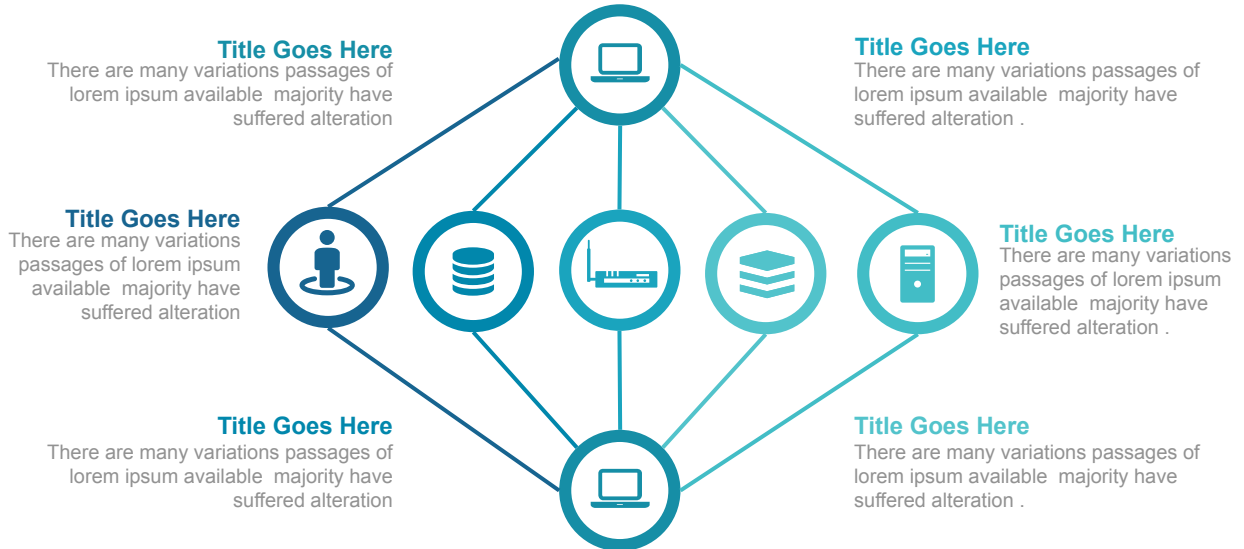 Title Goes Here
There are many variations passages of
lorem ipsum available  majority have
suffered alteration
Title Goes Here
There are many variations passages of
lorem ipsum available  majority have
suffered alteration .
Title Goes Here
There are many variations
passages of lorem ipsum
available  majority have
suffered alteration
Title Goes Here
There are many variations
passages of lorem ipsum
available  majority have
suffered alteration .
Title Goes Here
There are many variations passages of
lorem ipsum available  majority have
suffered alteration
Title Goes Here
There are many variations passages of
lorem ipsum available  majority have
suffered alteration .